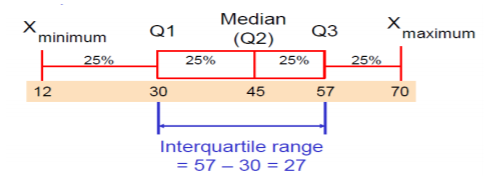 X minimum Q1 Median (Q2) Q3 X maximum
25% 25% 25% 25%
12 30 45 57 70
Interquartile range
= 57 – 30 = 27